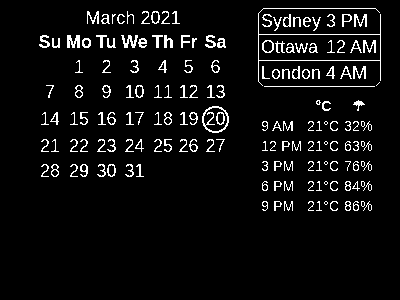 March 2021
Su Mo Tu We Th Fr Sa
1 2 3 4 5 6
7 8 9 10 11 12 13
14 15 16 17 18 19 20
21 22 23 24 25 26 27
28 29 30 31
Sydney 3 PM
Ottawa 12 AM
London 4 AM
°C ☂
9 AM 21°C 32%
12 PM 21°C 63%
3 PM 21°C 76%
6 PM 21°C 84%
9 PM 21°C 86%